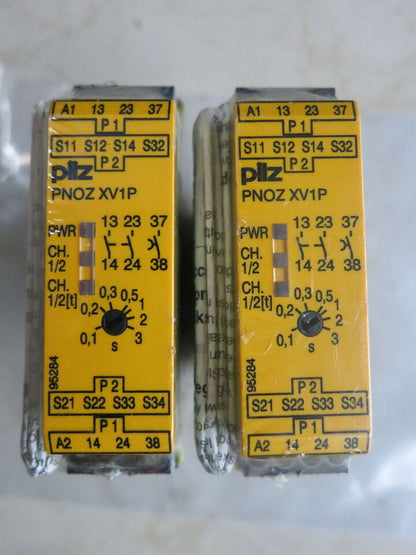 A1 13 23 37
P1
S11 S12 S14 S32
P2
pilz
PNOZ XV1P
PWR
13 23 37
CH.
1/2
14 24 38
CH.
1/2[t]
0,3 0,5
0,2 1
2
0,1 3
s
95284
P2
S21 S22 S33 S34
P1
A2 14 24 38
A1 13 23 37
P1
S11 S12 S14 S32
P2
pilz
PNOZ XV1P
PWR
13 23 37
CH.
1/2
14 24 38
CH.
1/2[t]
0,3 0,5
0,2 1
2
0,1 3
s
95284
P2
S21 S22 S33 S34
P1
A2 14 24 38